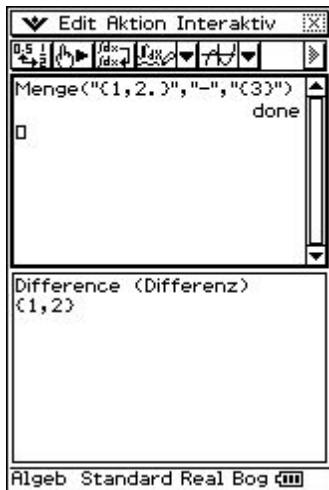 Edit Aktion Interaktiv
Menge("{1,2.}","-","{3}")
done
Difference (Differenz)
{1,2}
Algeb Standard Real Bog